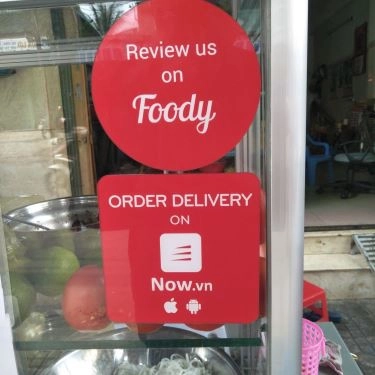 Review us
on
Foody
ORDER DELIVERY
ON
Now.vn